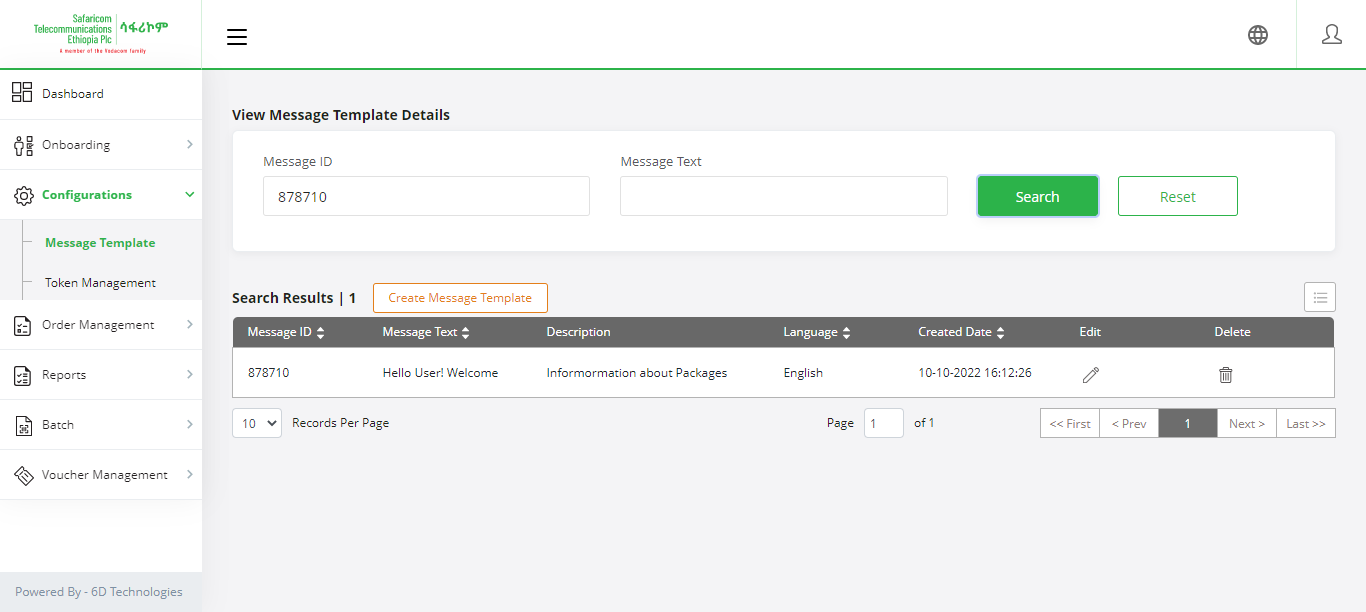 Safaricom
Telecommunications
Ethiopia Plc
ሳፋሪኮም
A member of the Vodacom family
Dashboard
Onboarding
Configurations
Message Template
Token Management
Order Management
Reports
Batch
Voucher Management
Powered By - 6D Technologies
View Message Template Details
Message ID
Message Text
878710
Search
Reset
Search Results | 1
Create Message Template
Message ID Message Text Description Language Created Date Edit Delete
878710 Hello User! Welcome Informormation about Packages English 10-10-2022 16:12:26
10 Records Per Page
Page 1 of 1
<< First < Prev 1 Next > Last >>